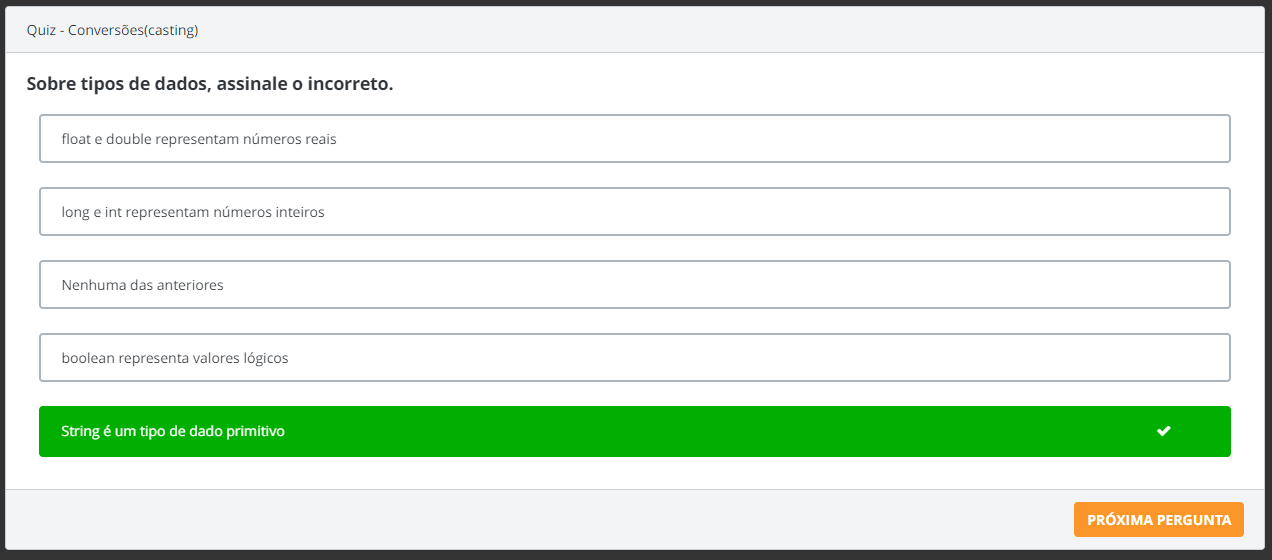 Quiz - Conversões(casting)
Sobre tipos de dados, assinale o incorreto.
float e double representam números reais
long e int representam números inteiros
Nenhuma das anteriores
boolean representa valores lógicos
String é um tipo de dado primitivo
PRÓXIMA PERGUNTA